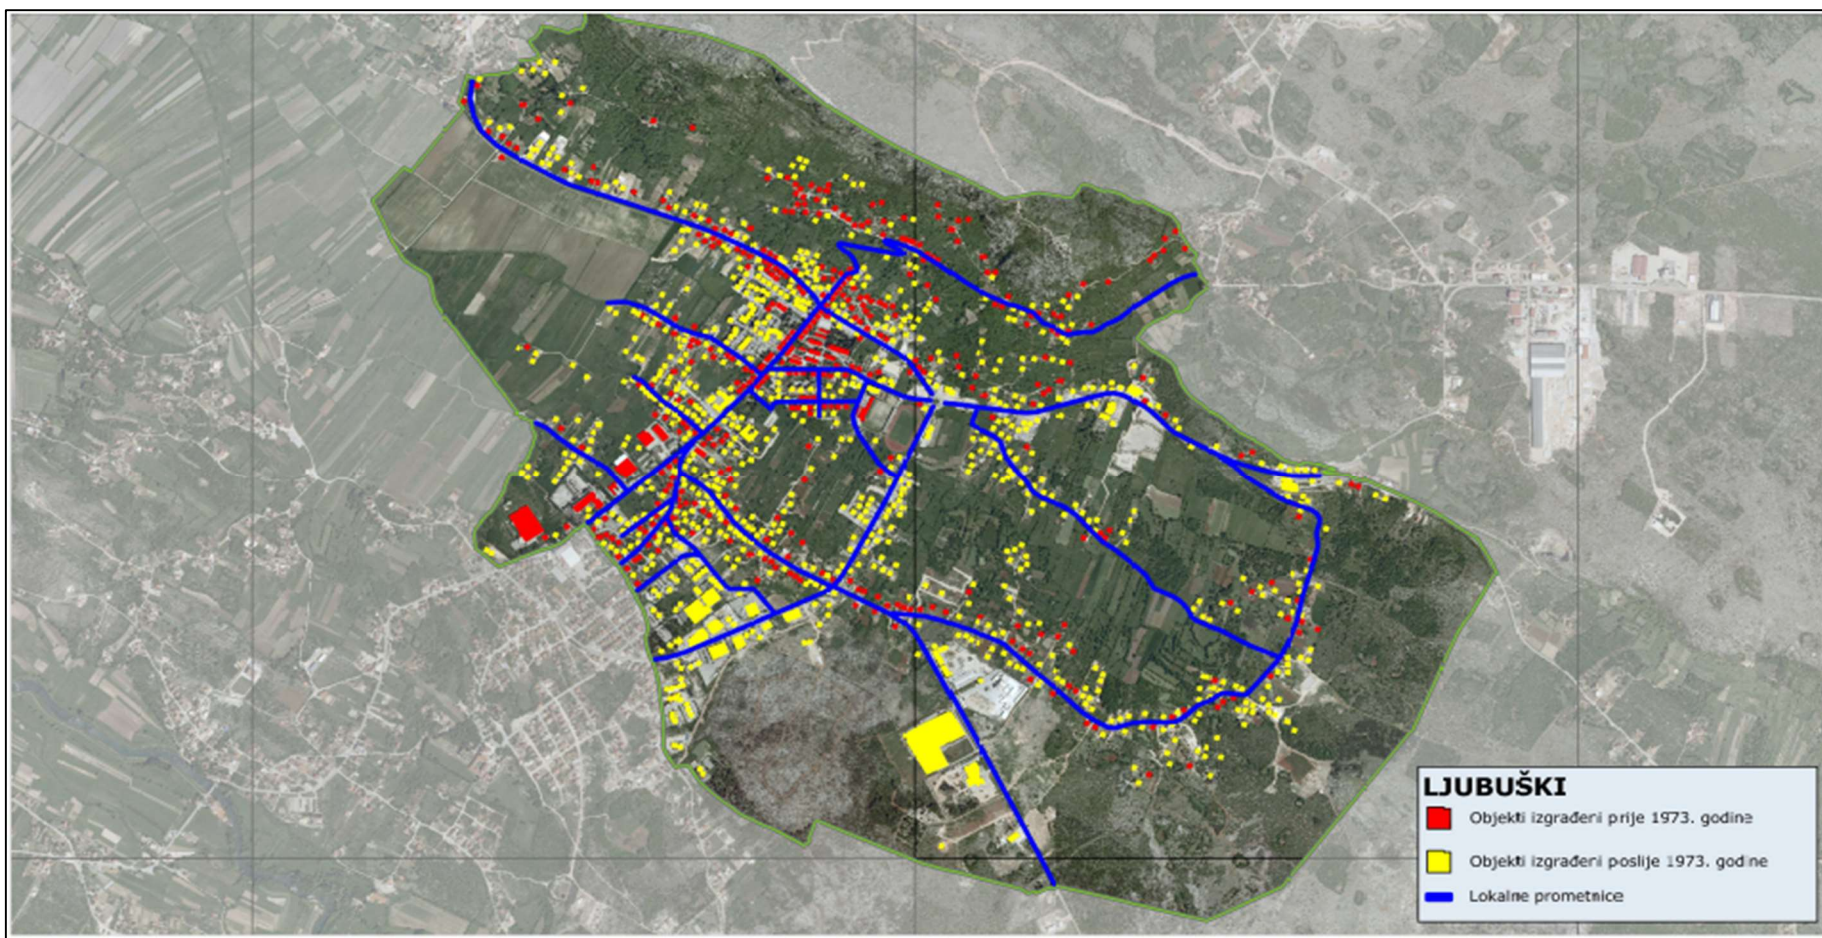 LJUBUŠKI
Objekti izgrađeni prije 1973. godine
Objekti izgrađeni poslije 1973. godine
Lokalne prometnice